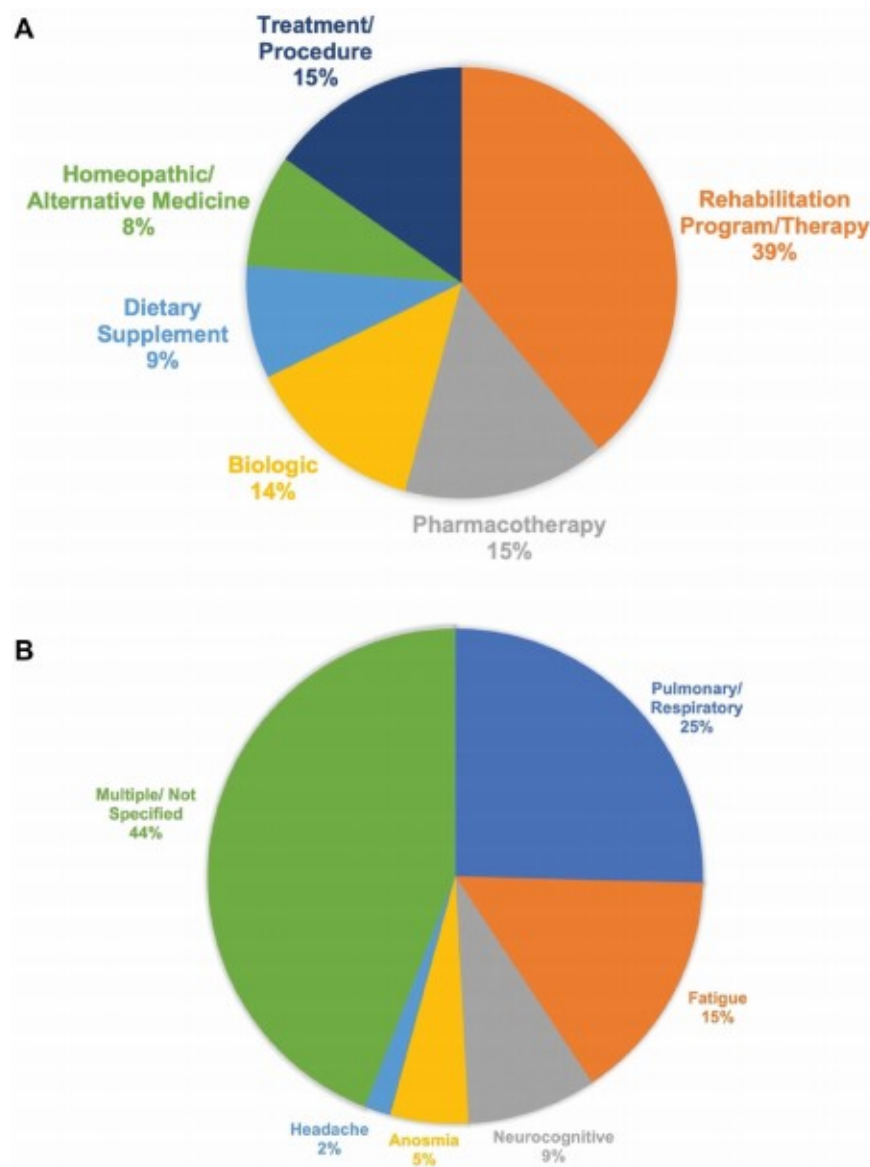 A
Treatment/
Procedure
15%
Homeopathic/
Alternative Medicine
8%
Rehabilitation
Program/Therapy
39%
Dietary
Supplement
9%
Biologic
14%
Pharmacotherapy
15%
B
Pulmonary/
Respiratory
25%
Multiple/ Not
Specified
44%
Fatigue
15%
Headache
2%
Anosmia
5%
Neurocognitive
9%